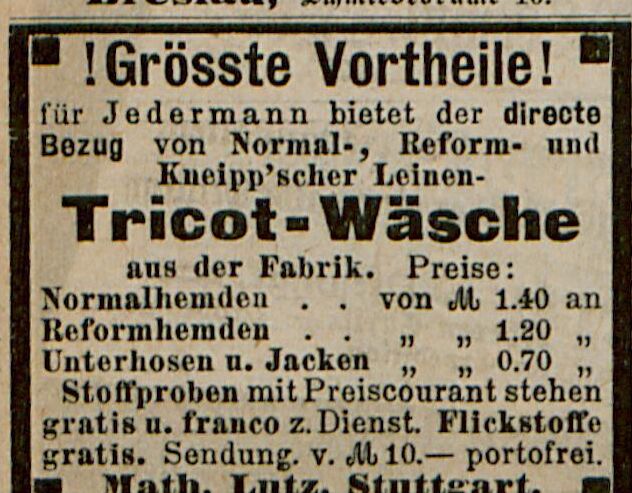 ! Grösste Vortheile !
für Jedermann bietet der directe
Bezug von Normal-, Reform- und
Kneipp'scher Leinen-
Tricot-Wäsche
aus der Fabrik. Preise:
Normalhemden . . von ℳ 1.40 an
Reformhemden . . „ „ 1.20 „
Unterhosen u. Jacken „ „ 0.70 „
Stoffproben mit Preiscourant stehen
gratis u. franco z. Dienst. Flickstoffe
gratis. Sendung. v. ℳ 10.— portofrei.
Math. Lutz, Stuttgart.